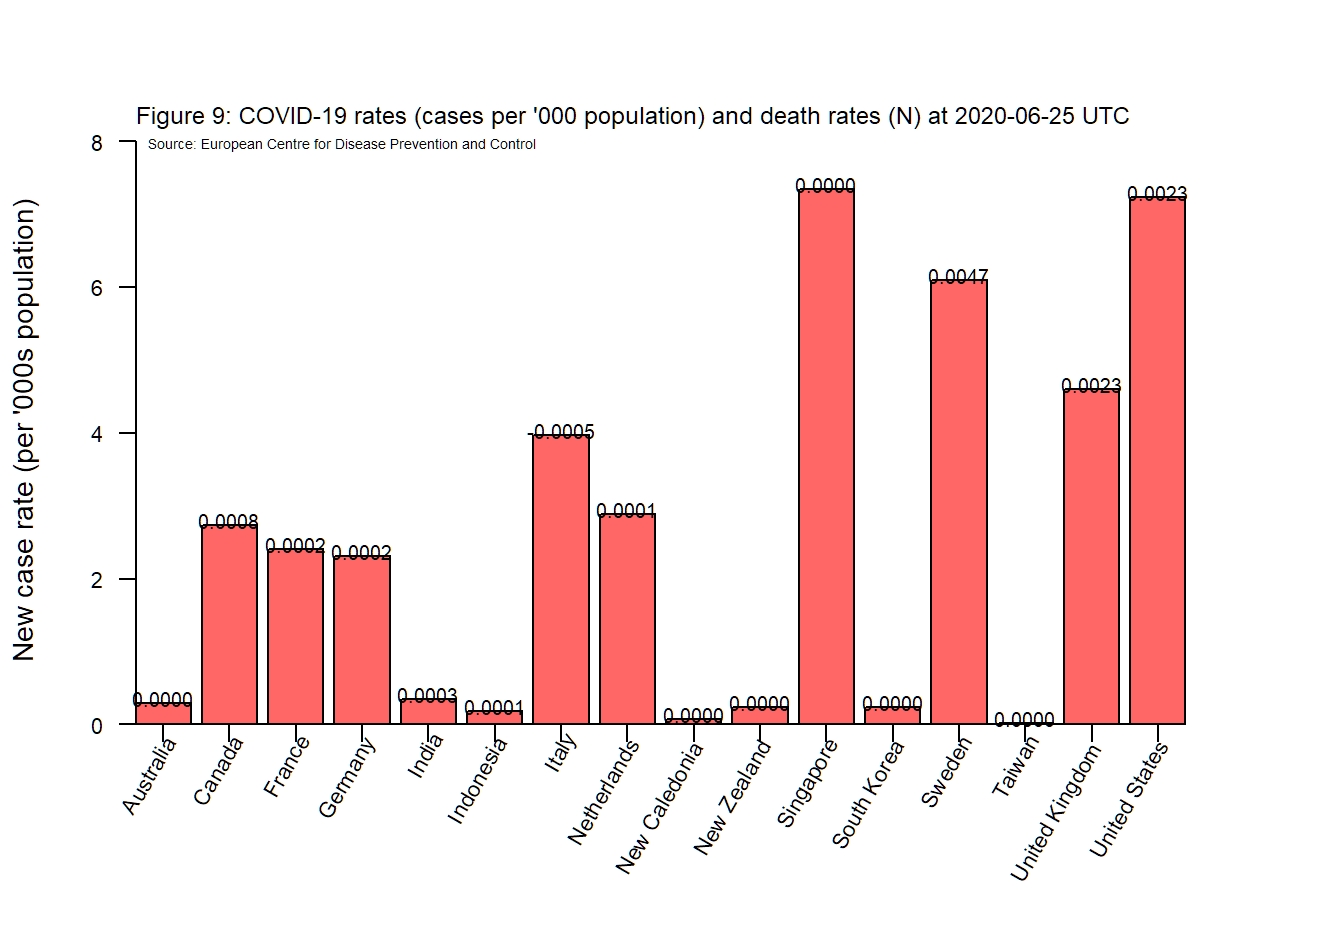 Figure 9: COVID-19 rates (cases per '000 population) and death rates (N) at 2020-06-25 UTC
Source: European Centre for Disease Prevention and Control
New case rate (per '000s population)
8
6
4
2
0
0.0000
0.0008
0.0002
0.0002
0.0003
0.0001
-0.0005
0.0001
0.0000
0.0000
0.0000
0.0000
0.0047
0.0000
0.0023
0.0023
Australia
Canada
France
Germany
India
Indonesia
Italy
Netherlands
New Caledonia
New Zealand
Singapore
South Korea
Sweden
Taiwan
United Kingdom
United States